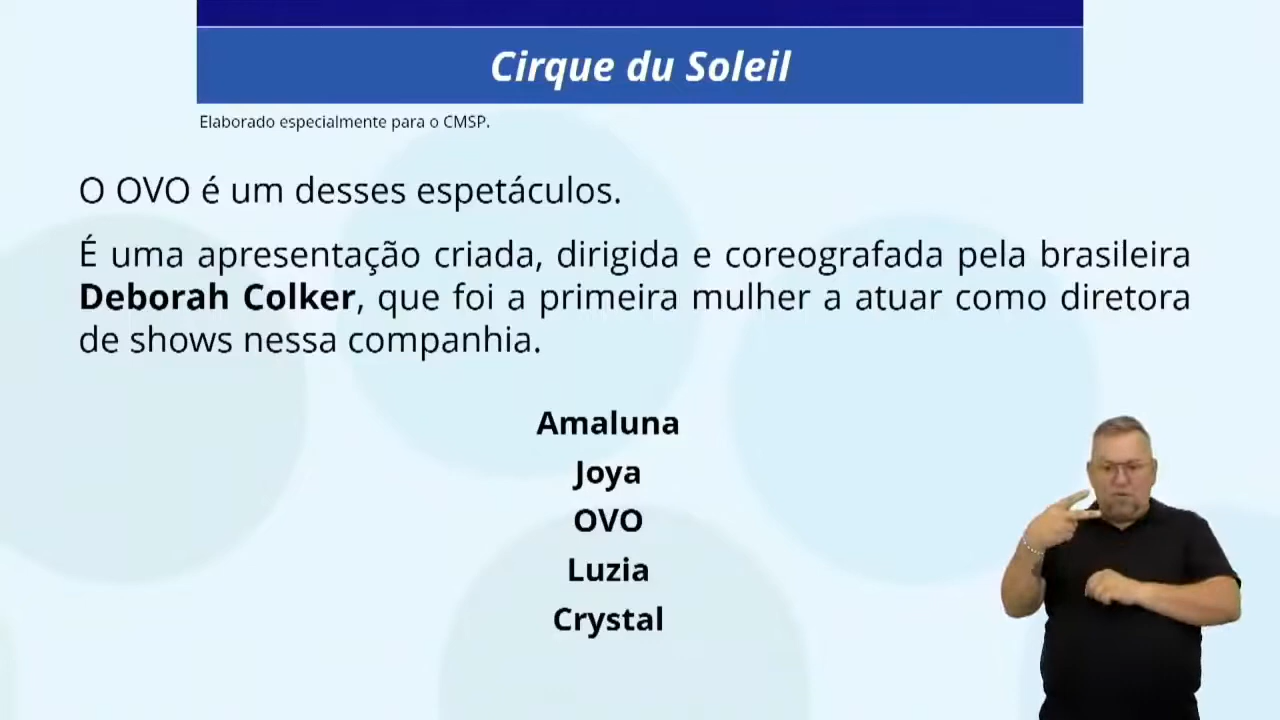 Cirque du Soleil
Elaborado especialmente para o CMSP.
O OVO é um desses espetáculos.
É uma apresentação criada, dirigida e coreografada pela brasileira
Deborah Colker, que foi a primeira mulher a atuar como diretora
de shows nessa companhia.
Amaluna
Joya
OVO
Luzia
Crystal